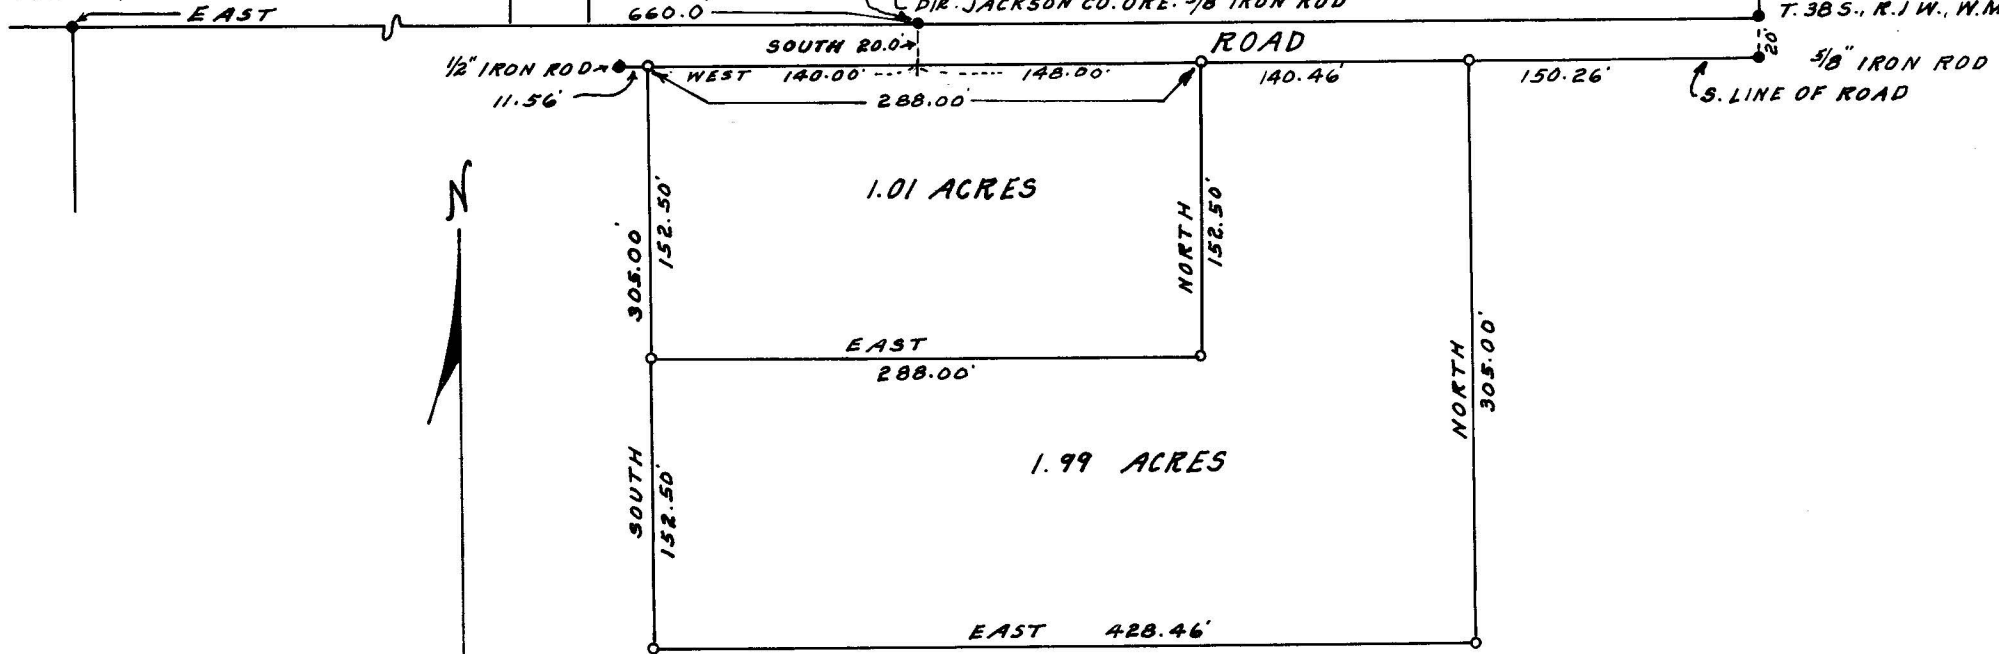 EAST
660.0
DIR. JACKSON CO. ORE. 5/8 IRON ROD
T. 38 S., R. 1 W., W.M
SOUTH 20.0'
ROAD
20'
1/2" IRON ROD
WEST 140.00' 148.00' 140.46' 150.26'
5/8" IRON ROD
11.56'
288.00'
S. LINE OF ROAD
N
1.01 ACRES
305.00'
152.50'
NORTH
152.50'
EAST
288.00'
NORTH
305.00'
1.99 ACRES
SOUTH
152.50'
EAST 428.46'